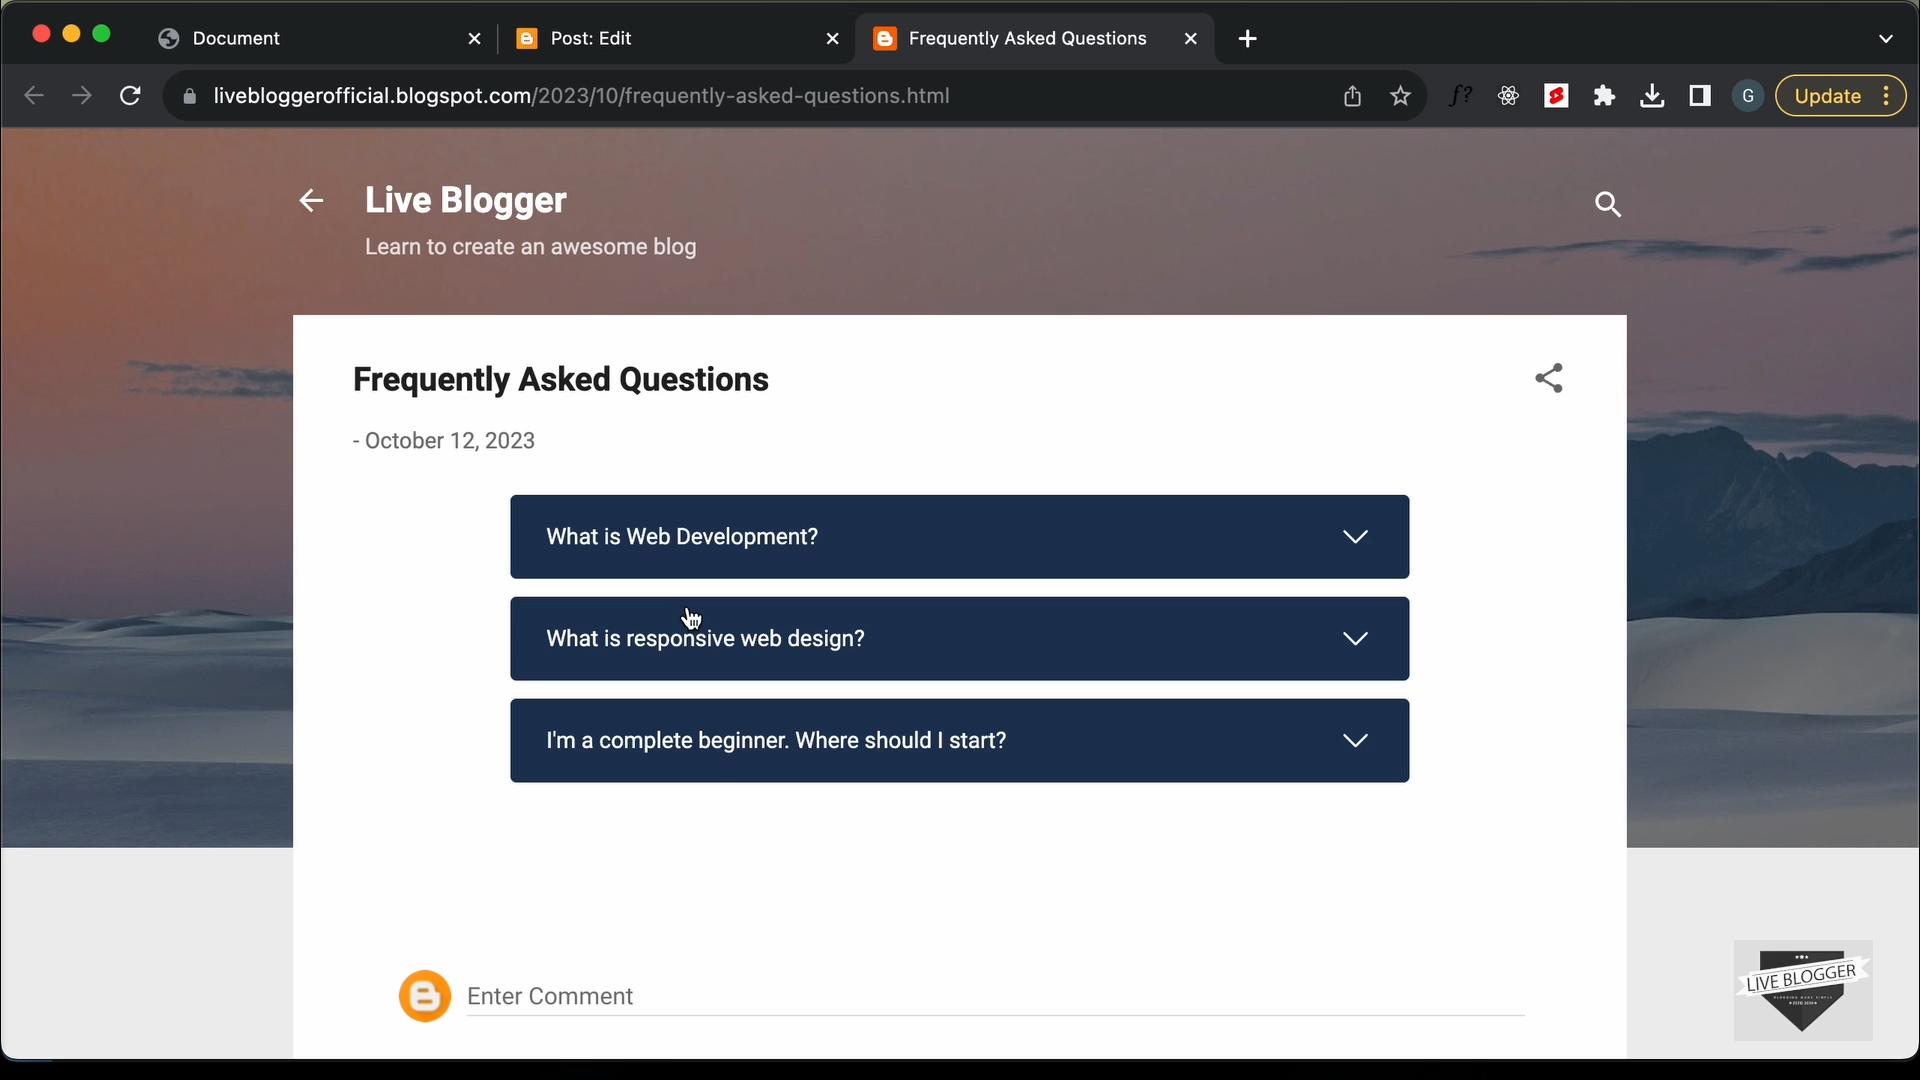 Document
Post: Edit
Frequently Asked Questions
livebloggerofficial.blogspot.com/2023/10/frequently-asked-questions.html
f?
G
Update
Live Blogger
Learn to create an awesome blog
Frequently Asked Questions
- October 12, 2023
What is Web Development?
What is responsive web design?
I'm a complete beginner. Where should I start?
Enter Comment
LIVE BLOGGER